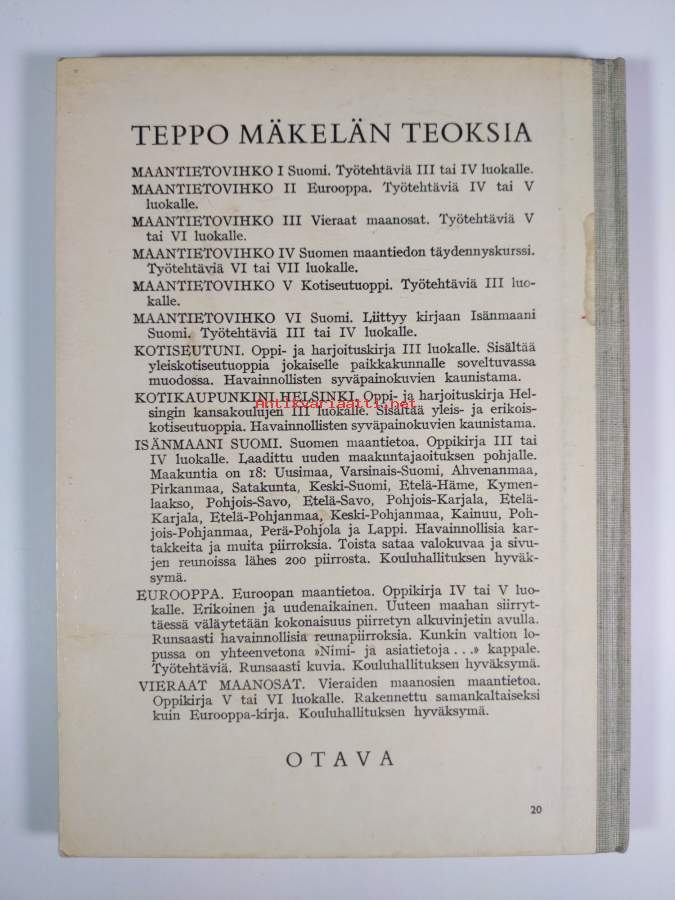 TEPPO MÄKELÄN TEOKSIA
MAANTIETOVIHKO I Suomi. Työtehtäviä III tai IV luokalle.
MAANTIETOVIHKO II Eurooppa. Työtehtäviä IV tai V
luokalle.
MAANTIETOVIHKO III Vieraat maanosat. Työtehtäviä V
tai VI luokalle.
MAANTIETOVIHKO IV Suomen maantiedon täydennyskurssi.
Työtehtäviä VI tai VII luokalle.
MAANTIETOVIHKO V Kotiseutuoppi. Työtehtäviä III luo-
kalle.
MAANTIETOVIHKO VI Suomi. Liittyy kirjaan Isänmaani
Suomi. Työtehtäviä III tai IV luokalle.
KOTISEUTUNI. Oppi- ja harjoituskirja III luokalle. Sisältää
yleiskotiseutuoppia jokaiselle paikkakunnalle soveltuvassa
muodossa. Havainnollisten syväpainokuvien kaunistama.
KOTIKAUPUNKINI HELSINKI. Oppi- ja harjoituskirja Hel-
singin kansakoulujen III luokalle. Sisältää yleis- ja erikois-
kotiseutuoppia. Havainnollisten syväpainokuvien kaunistama.
Antikvariaatti.net
ISÄNMAANI SUOMI. Suomen maantietoa. Oppikirja III tai
IV luokalle. Laadittu uuden maakuntajaoituksen pohjalle.
Maakuntia on 18: Uusimaa, Varsinais-Suomi, Ahvenanmaa,
Pirkanmaa, Satakunta, Keski-Suomi, Etelä-Häme, Kymen-
laakso, Pohjois-Savo, Etelä-Savo, Pohjois-Karjala, Etelä-
Karjala, Etelä-Pohjanmaa, Keski-Pohjanmaa, Kainuu, Poh-
jois-Pohjanmaa, Perä-Pohjola ja Lappi. Havainnollisia kar-
takkeita ja muita piirroksia. Toista sataa valokuvaa ja sivu-
jen reunoissa lähes 200 piirrosta. Kouluhallituksen hyväk-
symä.
EUROOPPA. Euroopan maantietoa. Oppikirja IV tai V luo-
kalle. Erikoinen ja uudenaikainen. Uuteen maahan siirryt-
täessä väläytetään kokonaisuus piirretyn alkuvinjetin avulla.
Runsaasti havainnollisia reunapiirroksia. Kunkin valtion lo-
pussa on yhteenvetona »Nimi- ja asiatietoja . . .» kappale.
Työtehtäviä. Runsaasti kuvia. Kouluhallituksen hyväksymä.
VIERAAT MAANOSAT. Vieraiden maanosien maantietoa.
Oppikirja V tai VI luokalle. Rakennettu samankaltaiseksi
kuin Eurooppa-kirja. Kouluhallituksen hyväksymä.
OTAVA
20